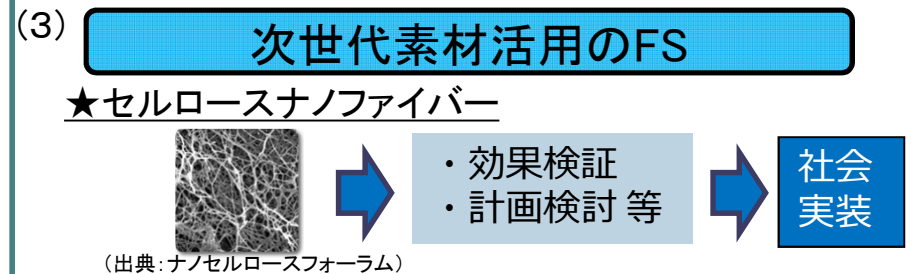 (3)
次世代素材活用のFS
★セルロースナノファイバー
・効果検証
・計画検討 等
社会
実装
（出典：ナノセルロースフォーラム）